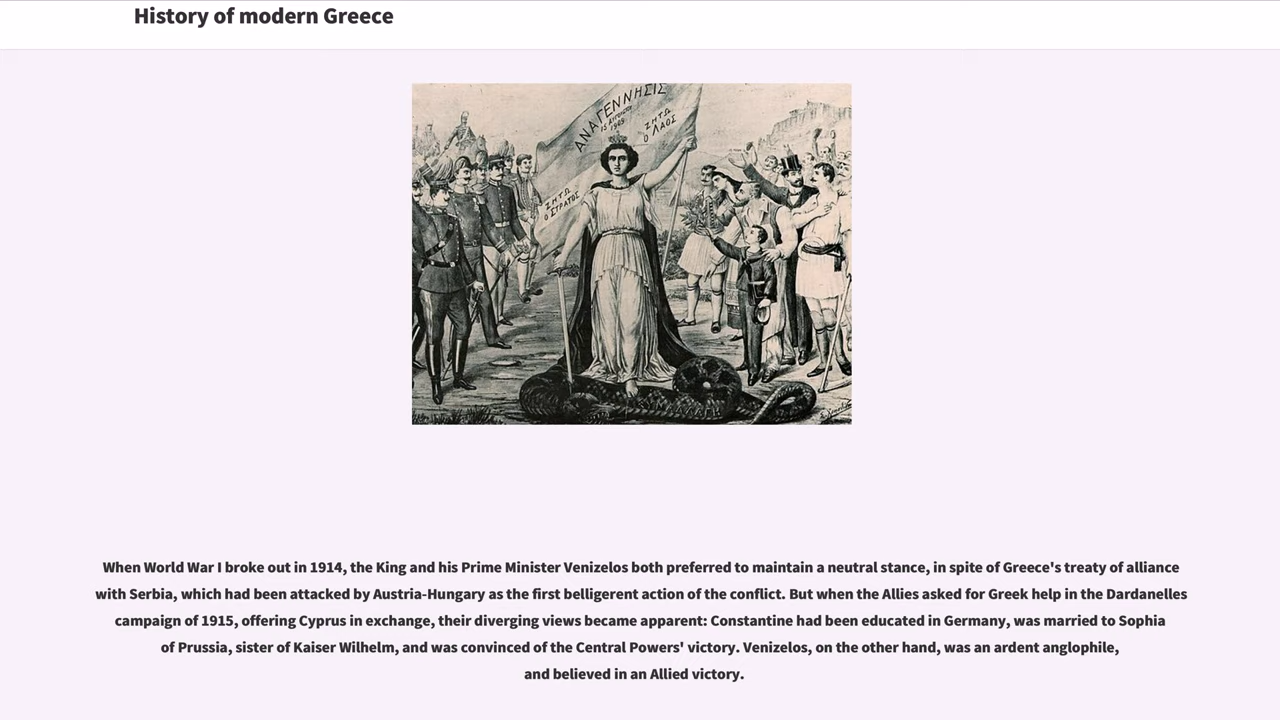 History of modern Greece
ΑΝΑΓΕΝΝΗΣΙΣ
15 ΑΥΓΟΥΣΤΟΥ
1909
ΖΗΤΩ
Ο ΛΑΟΣ
ΖΗΤΩ
Ο ΣΤΡΑΤΟΣ
When World War I broke out in 1914, the King and his Prime Minister Venizelos both preferred to maintain a neutral stance, in spite of Greece's treaty of alliance
with Serbia, which had been attacked by Austria-Hungary as the first belligerent action of the conflict. But when the Allies asked for Greek help in the Dardanelles
campaign of 1915, offering Cyprus in exchange, their diverging views became apparent: Constantine had been educated in Germany, was married to Sophia
of Prussia, sister of Kaiser Wilhelm, and was convinced of the Central Powers' victory. Venizelos, on the other hand, was an ardent anglophile,
and believed in an Allied victory.